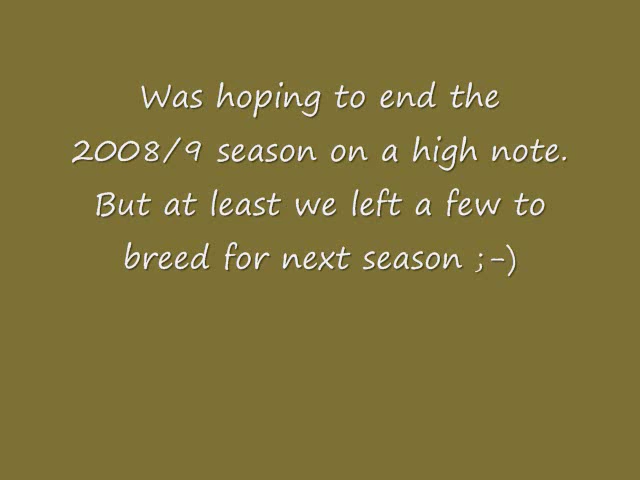 Was hoping to end the
2008/9 season on a high note.
But at least we left a few to
breed for next season ;-)